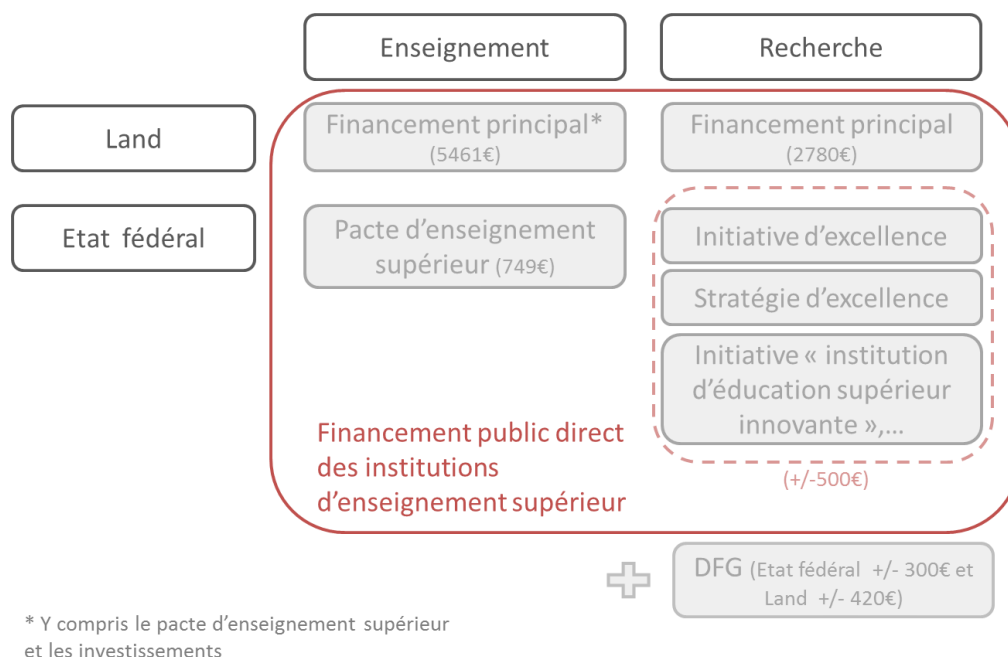 Enseignement
Recherche
Land
Financement principal*
(5461€)
Financement principal
(2780€)
Etat fédéral
Pacte d'enseignement
supérieur (749€)
Initiative d'excellence
Stratégie d'excellence
Initiative « institution
d'éducation supérieur
innovante »,...
(+/-500€)
Financement public direct
des institutions
d'enseignement supérieur
DFG (Etat fédéral +/- 300€ et
Land +/- 420€)
* Y compris le pacte d'enseignement supérieur
et les investissements